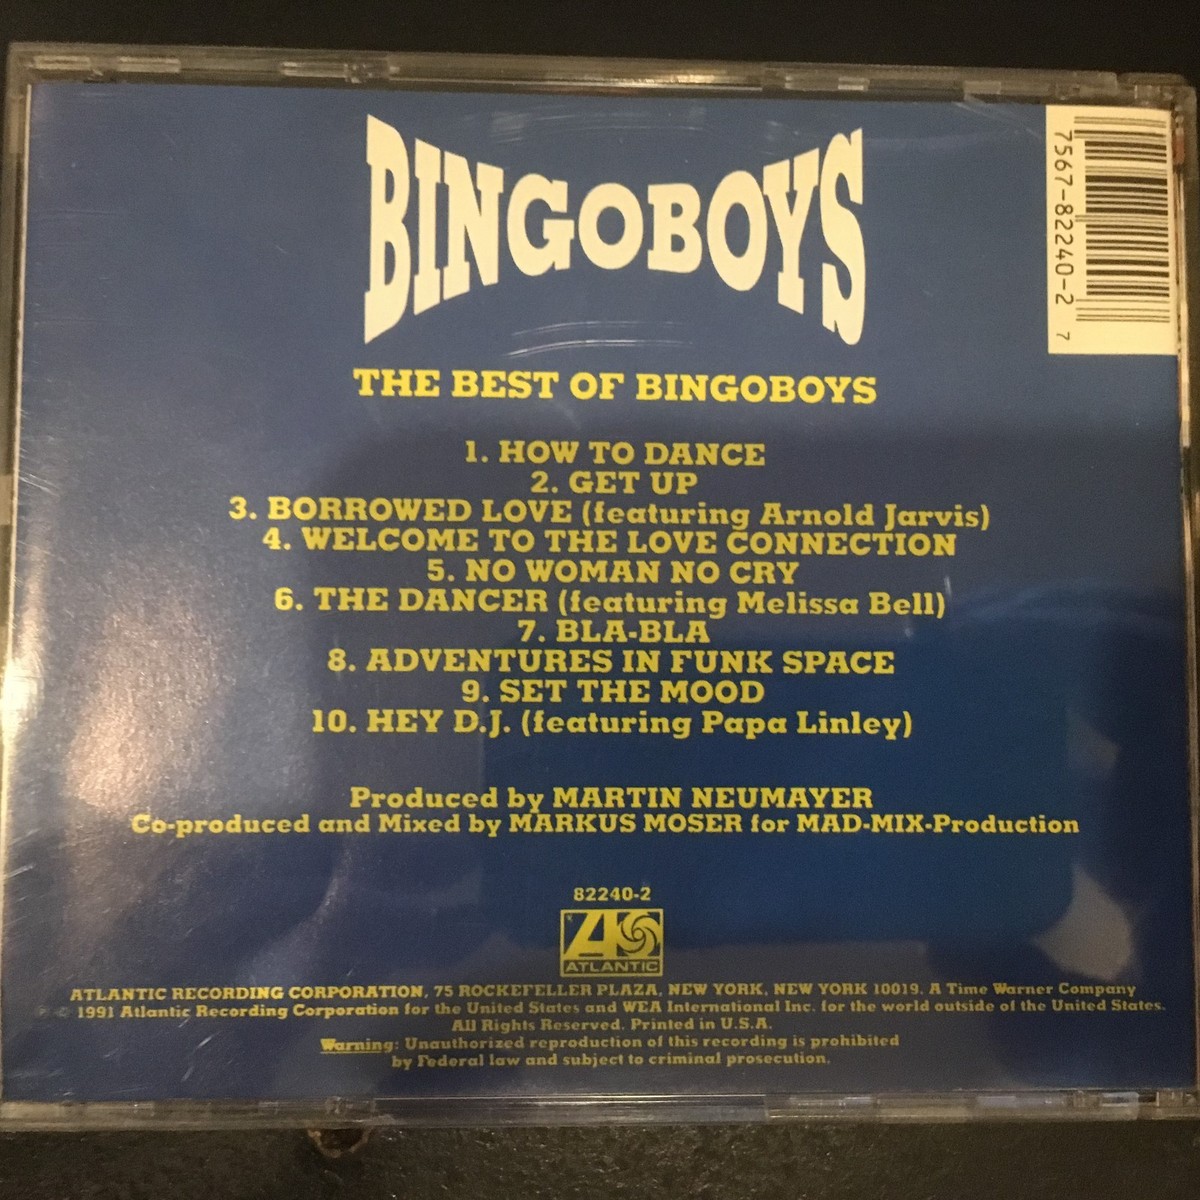 BINGOBOYS
7567-82240-2 7
THE BEST OF BINGOBOYS
1. HOW TO DANCE
2. GET UP
3. BORROWED LOVE (featuring Arnold Jarvis)
4. WELCOME TO THE LOVE CONNECTION
5. NO WOMAN NO CRY
6. THE DANCER (featuring Melissa Bell)
7. BLA-BLA
8. ADVENTURES IN FUNK SPACE
9. SET THE MOOD
10. HEY D.J. (featuring Papa Linley)
Produced by MARTIN NEUMAYER
Co-produced and Mixed by MARKUS MOSER for MAD-MIX-Production
82240-2
ATLANTIC
ATLANTIC RECORDING CORPORATION, 75 ROCKEFELLER PLAZA, NEW YORK, NEW YORK 10019. A Time Warner Company
℗ © 1991 Atlantic Recording Corporation for the United States and WEA International Inc. for the world outside of the United States.
All Rights Reserved. Printed in U.S.A.
Warning: Unauthorized reproduction of this recording is prohibited
by Federal law and subject to criminal prosecution.